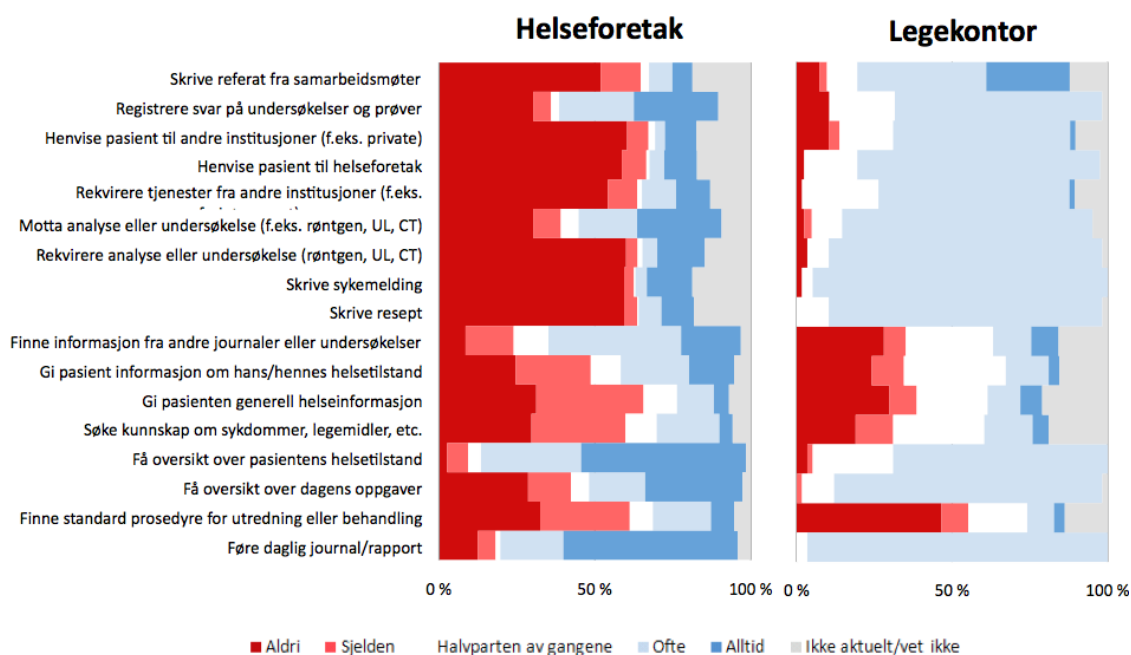 Helseforetak
Legekontor
Skrive referat fra samarbeidsmøter
Registrere svar på undersøkelser og prøver
Henvise pasient til andre institusjoner (f.eks. private)
Henvise pasient til helseforetak
Rekvirere tjenester fra andre institusjoner (f.eks.
Motta analyse eller undersøkelse (f.eks. røntgen, UL, CT)
Rekvirere analyse eller undersøkelse (røntgen, UL, CT)
Skrive sykemelding
Skrive resept
Finne informasjon fra andre journaler eller undersøkelser
Gi pasient informasjon om hans/hennes helsetilstand
Gi pasienten generell helseinformasjon
Søke kunnskap om sykdommer, legemidler, etc.
Få oversikt over pasientens helsetilstand
Få oversikt over dagens oppgaver
Finne standard prosedyre for utredning eller behandling
Føre daglig journal/rapport
0 % 50 % 100 % 0 % 50 % 100 %
Aldri Sjelden Halvparten av gangene Ofte Alltid Ikke aktuelt/vet ikke